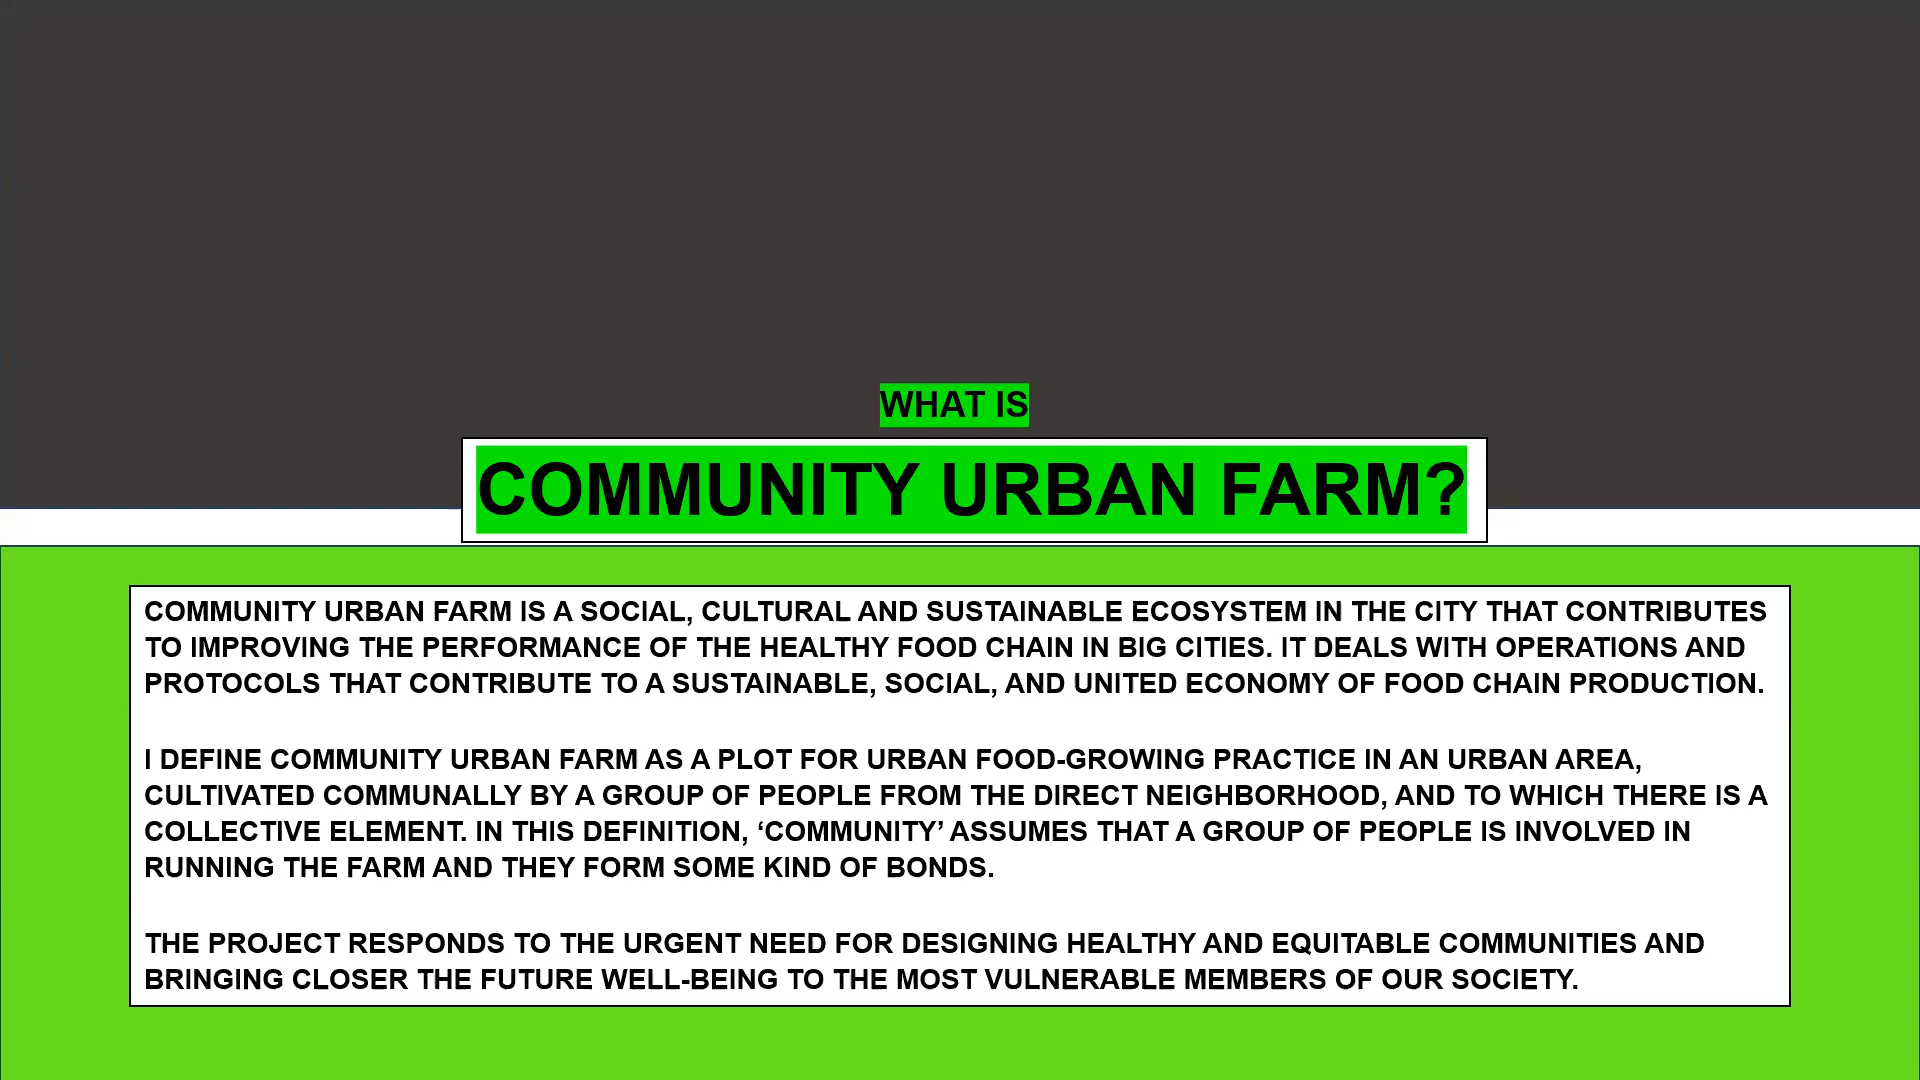 WHAT IS
COMMUNITY URBAN FARM?
COMMUNITY URBAN FARM IS A SOCIAL, CULTURAL AND SUSTAINABLE ECOSYSTEM IN THE CITY THAT CONTRIBUTES
TO IMPROVING THE PERFORMANCE OF THE HEALTHY FOOD CHAIN IN BIG CITIES. IT DEALS WITH OPERATIONS AND
PROTOCOLS THAT CONTRIBUTE TO A SUSTAINABLE, SOCIAL, AND UNITED ECONOMY OF FOOD CHAIN PRODUCTION.
I DEFINE COMMUNITY URBAN FARM AS A PLOT FOR URBAN FOOD-GROWING PRACTICE IN AN URBAN AREA,
CULTIVATED COMMUNALLY BY A GROUP OF PEOPLE FROM THE DIRECT NEIGHBORHOOD, AND TO WHICH THERE IS A
COLLECTIVE ELEMENT. IN THIS DEFINITION, ‘COMMUNITY’ ASSUMES THAT A GROUP OF PEOPLE IS INVOLVED IN
RUNNING THE FARM AND THEY FORM SOME KIND OF BONDS.
THE PROJECT RESPONDS TO THE URGENT NEED FOR DESIGNING HEALTHY AND EQUITABLE COMMUNITIES AND
BRINGING CLOSER THE FUTURE WELL-BEING TO THE MOST VULNERABLE MEMBERS OF OUR SOCIETY.